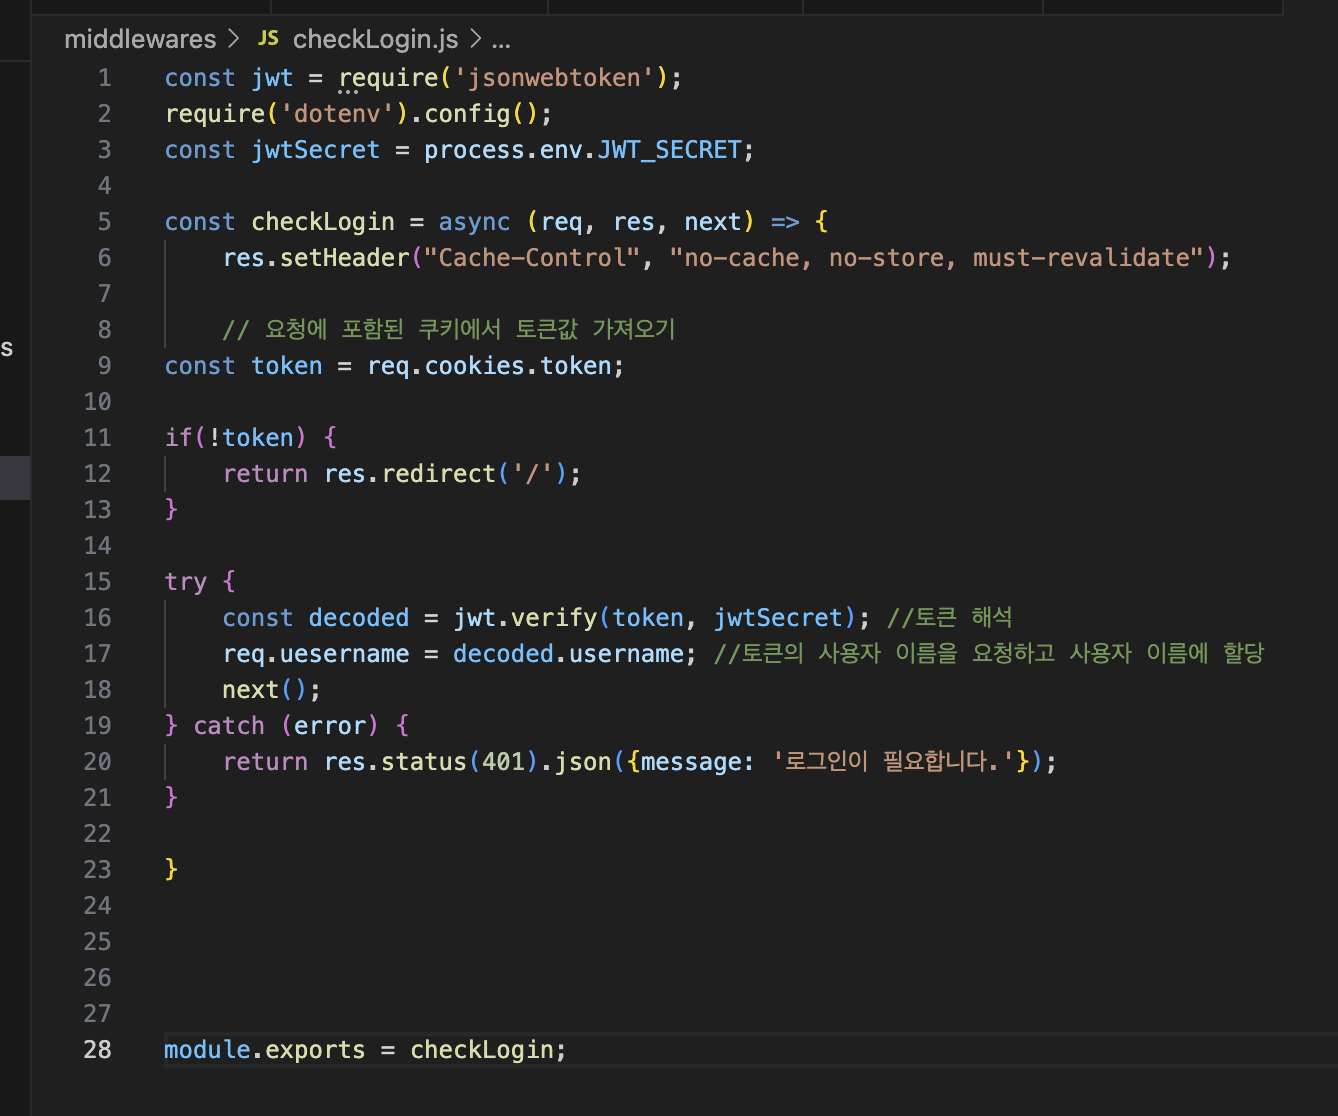 middlewares > JS checkLogin.js > ...
s
1 const jwt = require('jsonwebtoken');
2 require('dotenv').config();
3 const jwtSecret = process.env.JWT_SECRET;
4
5 const checkLogin = async (req, res, next) => {
6 res.setHeader("Cache-Control", "no-cache, no-store, must-revalidate");
7
8 // 요청에 포함된 쿠키에서 토큰값 가져오기
9 const token = req.cookies.token;
10
11 if(!token) {
12 return res.redirect('/');
13 }
14
15 try {
16 const decoded = jwt.verify(token, jwtSecret); //토큰 해석
17 req.uesername = decoded.username; //토큰의 사용자 이름을 요청하고 사용자 이름에 할당
18 next();
19 } catch (error) {
20 return res.status(401).json({message: '로그인이 필요합니다.'});
21 }
22
23 }
24
25
26
27
28 module.exports = checkLogin;